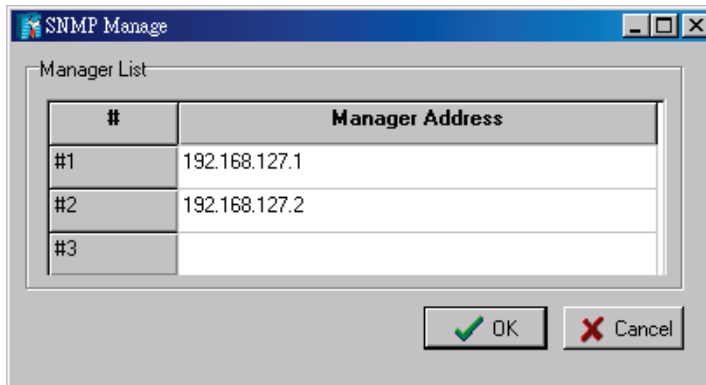 SNMP Manage
Manager List
# Manager Address
#1 192.168.127.1
#2 192.168.127.2
#3
OK Cancel